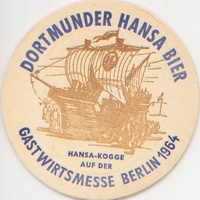 DORTMUNDER HANSA BIER
HANSA-KOGGE
AUF DER
GASTWIRTSMESSE BERLIN 1964